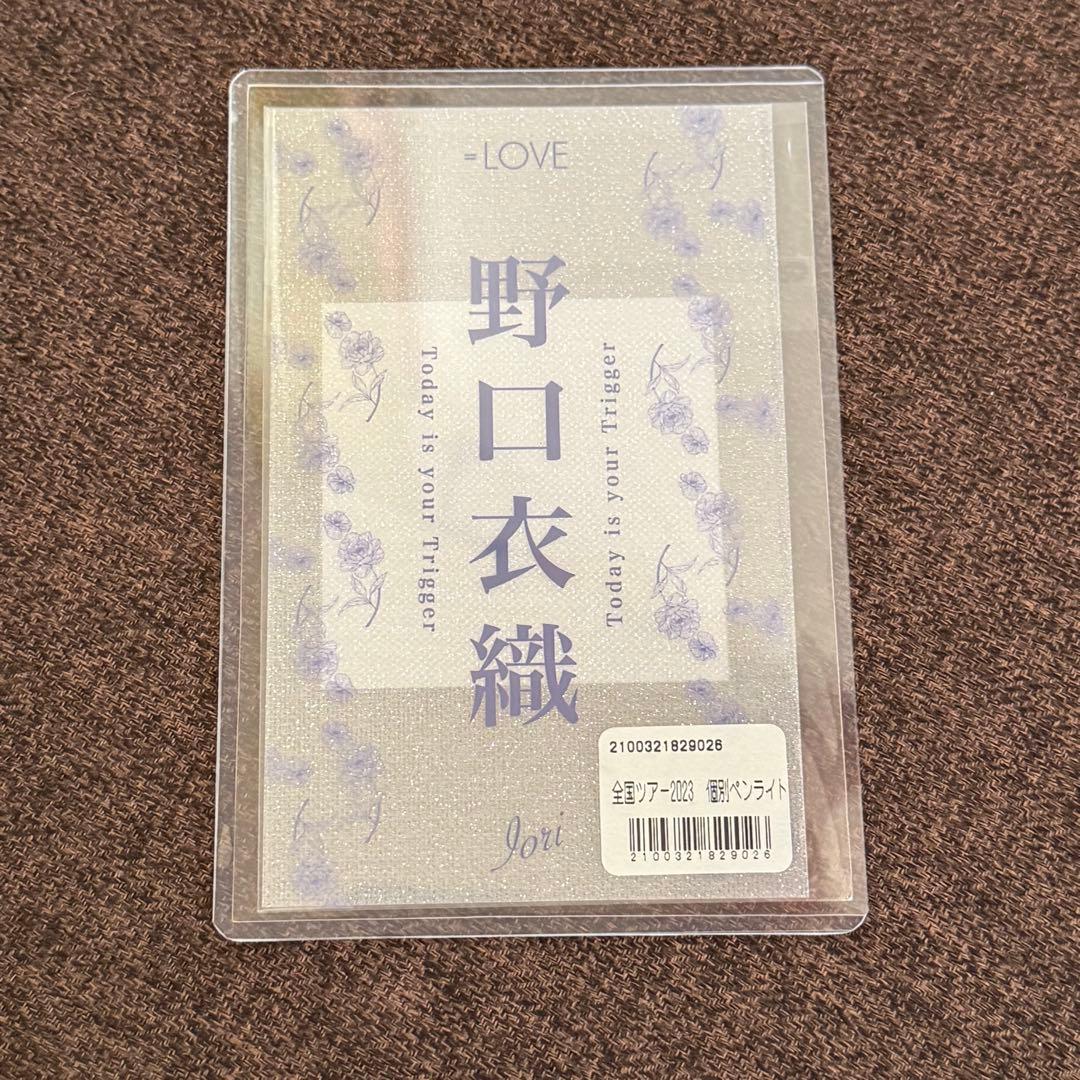 =LOVE
野口衣織
Today is your Trigger
Today is your Trigger
Iori
2100321829026
全国ツアー2023 個別ペンライト
2100321829026